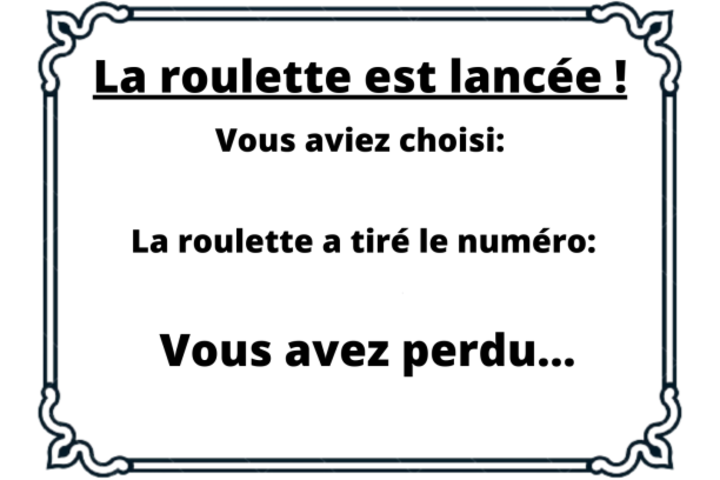 La roulette est lancée !
Vous aviez choisi:
La roulette a tiré le numéro:
Vous avez perdu...